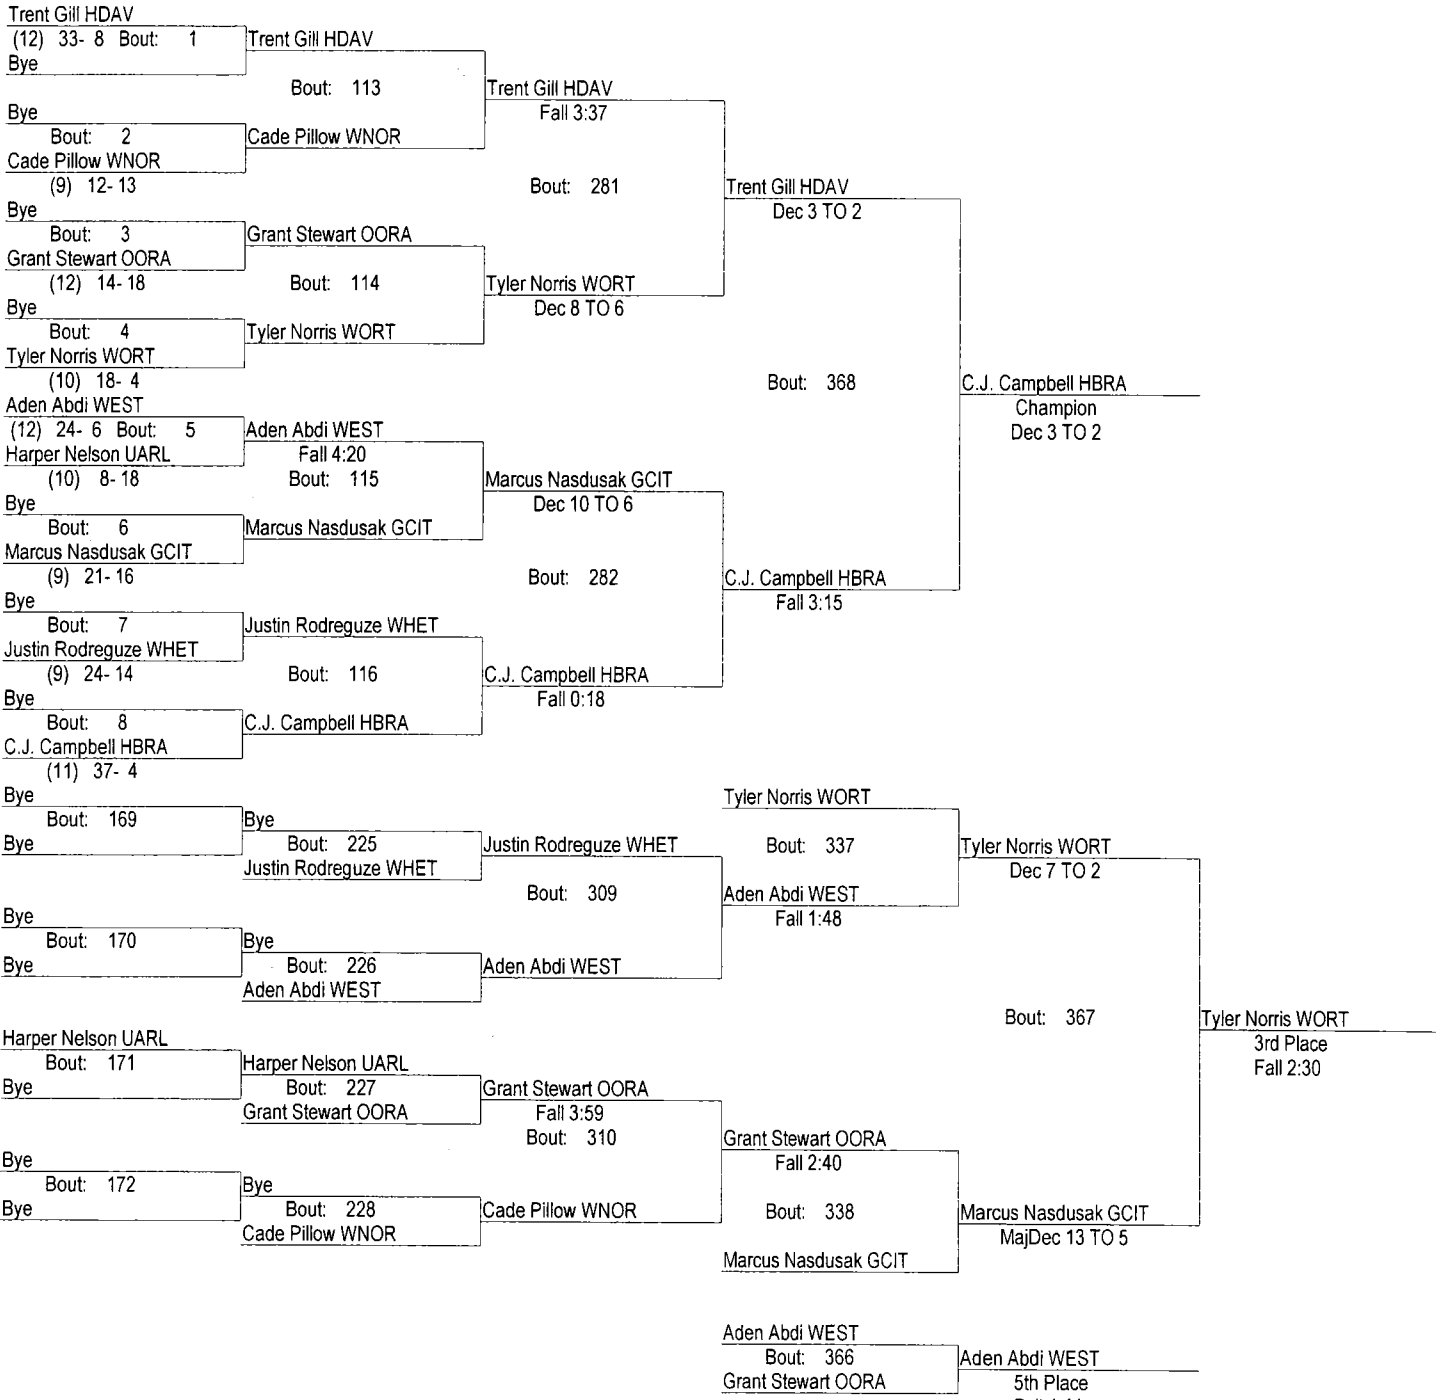 Trent Gill HDAV
(12) 33- 8 Bout: 1
Trent Gill HDAV
Bye
Bout: 113
Trent Gill HDAV
Fall 3:37
Bye
Bout: 2
Cade Pillow WNOR
Cade Pillow WNOR
(9) 12- 13
Bout: 281
Trent Gill HDAV
Dec 3 TO 2
Bye
Bout: 3
Grant Stewart OORA
Grant Stewart OORA
(12) 14- 18
Bout: 114
Tyler Norris WORT
Dec 8 TO 6
Bye
Bout: 4
Tyler Norris WORT
Tyler Norris WORT
(10) 18- 4
Bout: 368
C.J. Campbell HBRA
Champion
Dec 3 TO 2
Aden Abdi WEST
(12) 24- 6 Bout: 5
Aden Abdi WEST
Fall 4:20
Harper Nelson UARL
(10) 8- 18
Bout: 115
Marcus Nasdusak GCIT
Dec 10 TO 6
Bye
Bout: 6
Marcus Nasdusak GCIT
Marcus Nasdusak GCIT
(9) 21- 16
Bout: 282
C.J. Campbell HBRA
Fall 3:15
Bye
Bout: 7
Justin Rodreguze WHET
Justin Rodreguze WHET
(9) 24- 14
Bout: 116
C.J. Campbell HBRA
Fall 0:18
Bye
Bout: 8
C.J. Campbell HBRA
C.J. Campbell HBRA
(11) 37- 4
Bye
Bout: 169
Bye
Bye
Bout: 225
Justin Rodreguze WHET
Justin Rodreguze WHET
Tyler Norris WORT
Bout: 337
Tyler Norris WORT
Dec 7 TO 2
Bout: 309
Aden Abdi WEST
Fall 1:48
Bye
Bout: 170
Bye
Bye
Bout: 226
Aden Abdi WEST
Aden Abdi WEST
Bout: 367
Tyler Norris WORT
3rd Place
Fall 2:30
Harper Nelson UARL
Bout: 171
Bye
Harper Nelson UARL
Bout: 227
Grant Stewart OORA
Grant Stewart OORA
Fall 3:59
Bout: 310
Grant Stewart OORA
Fall 2:40
Bye
Bout: 172
Bye
Bye
Bout: 228
Cade Pillow WNOR
Cade Pillow WNOR
Bout: 338
Marcus Nasdusak GCIT
MajDec 13 TO 5
Marcus Nasdusak GCIT
Aden Abdi WEST
Bout: 366
Grant Stewart OORA
Aden Abdi WEST
5th Place